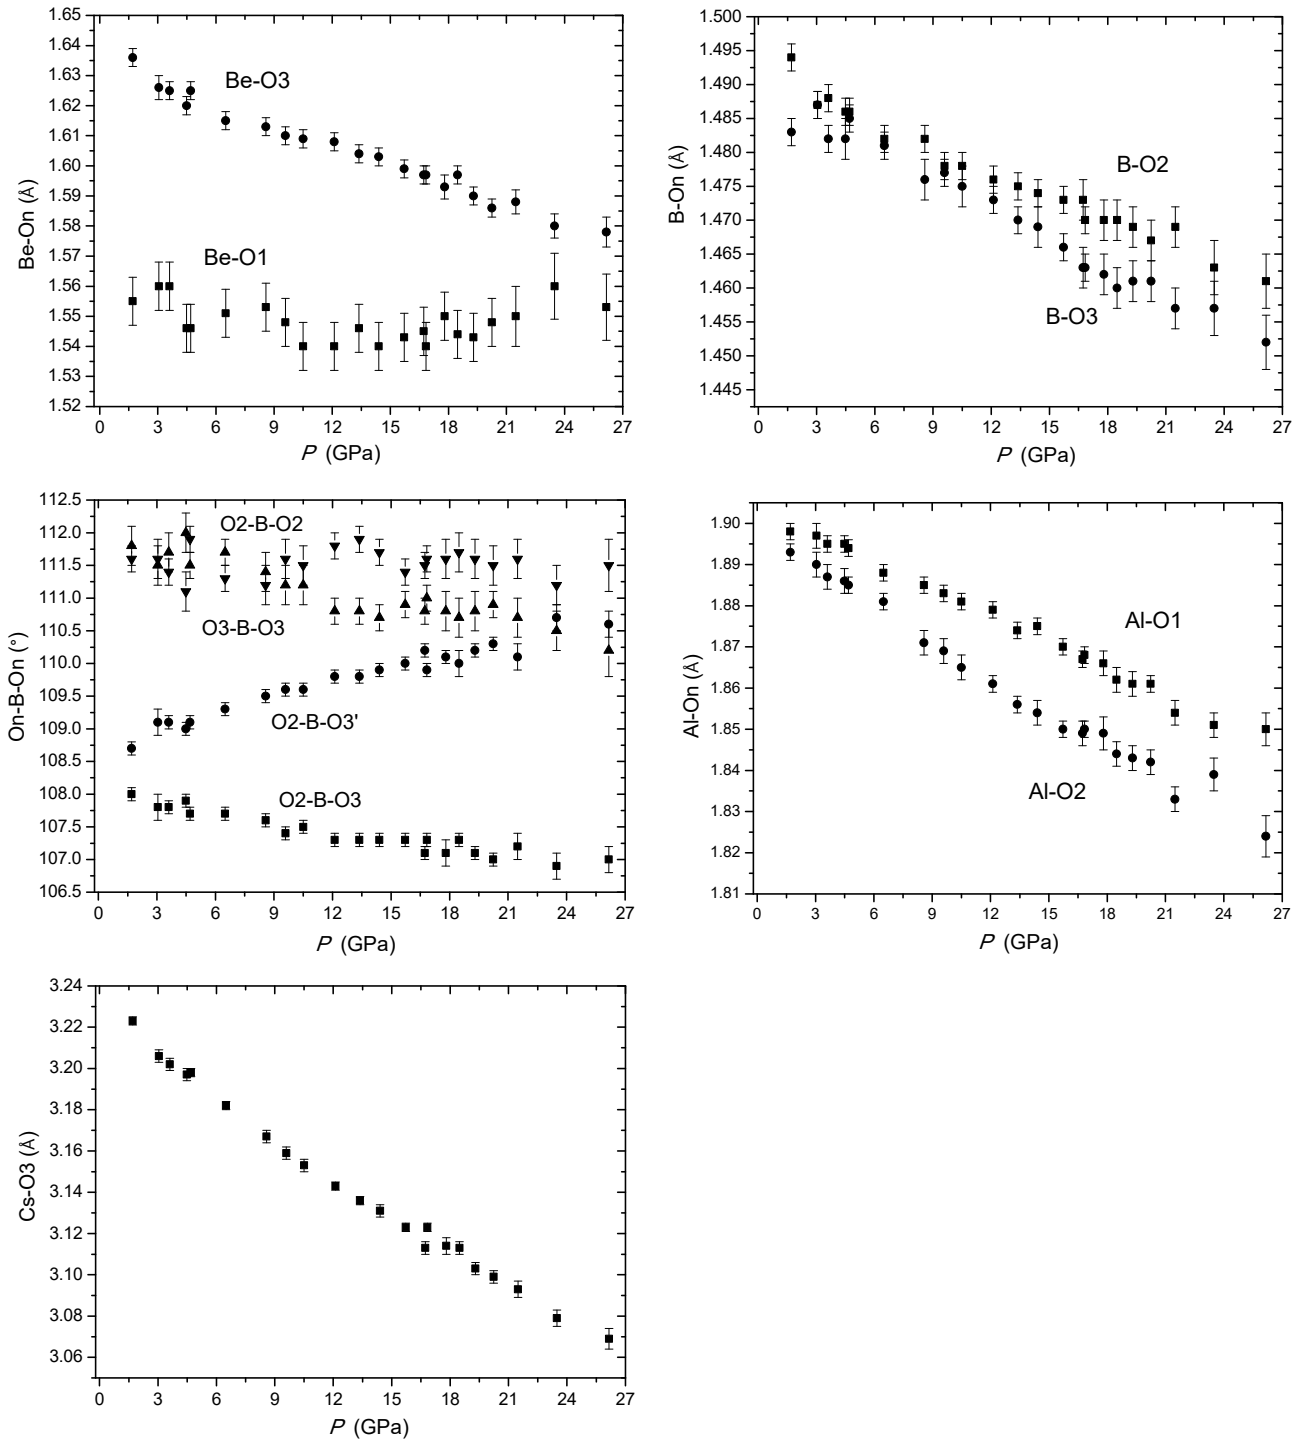 1.65
1.64
1.63
1.62
1.61
1.60
1.59
1.58
1.57
1.56
1.55
1.54
1.53
1.52
Be-On (Å)
Be-O3
Be-O1
0 3 6 9 12 15 18 21 24 27
P (GPa)
1.500
1.495
1.490
1.485
1.480
1.475
1.470
1.465
1.460
1.455
1.450
1.445
B-On (Å)
B-O2
B-O3
0 3 6 9 12 15 18 21 24 27
P (GPa)
112.5
112.0
111.5
111.0
110.5
110.0
109.5
109.0
108.5
108.0
107.5
107.0
106.5
On-B-On (°)
O2-B-O2
O3-B-O3
O2-B-O3'
O2-B-O3
0 3 6 9 12 15 18 21 24 27
P (GPa)
1.90
1.89
1.88
1.87
1.86
1.85
1.84
1.83
1.82
1.81
Al-On (Å)
Al-O1
Al-O2
0 3 6 9 12 15 18 21 24 27
P (GPa)
3.24
3.22
3.20
3.18
3.16
3.14
3.12
3.10
3.08
3.06
Cs-O3 (Å)
0 3 6 9 12 15 18 21 24 27
P (GPa)